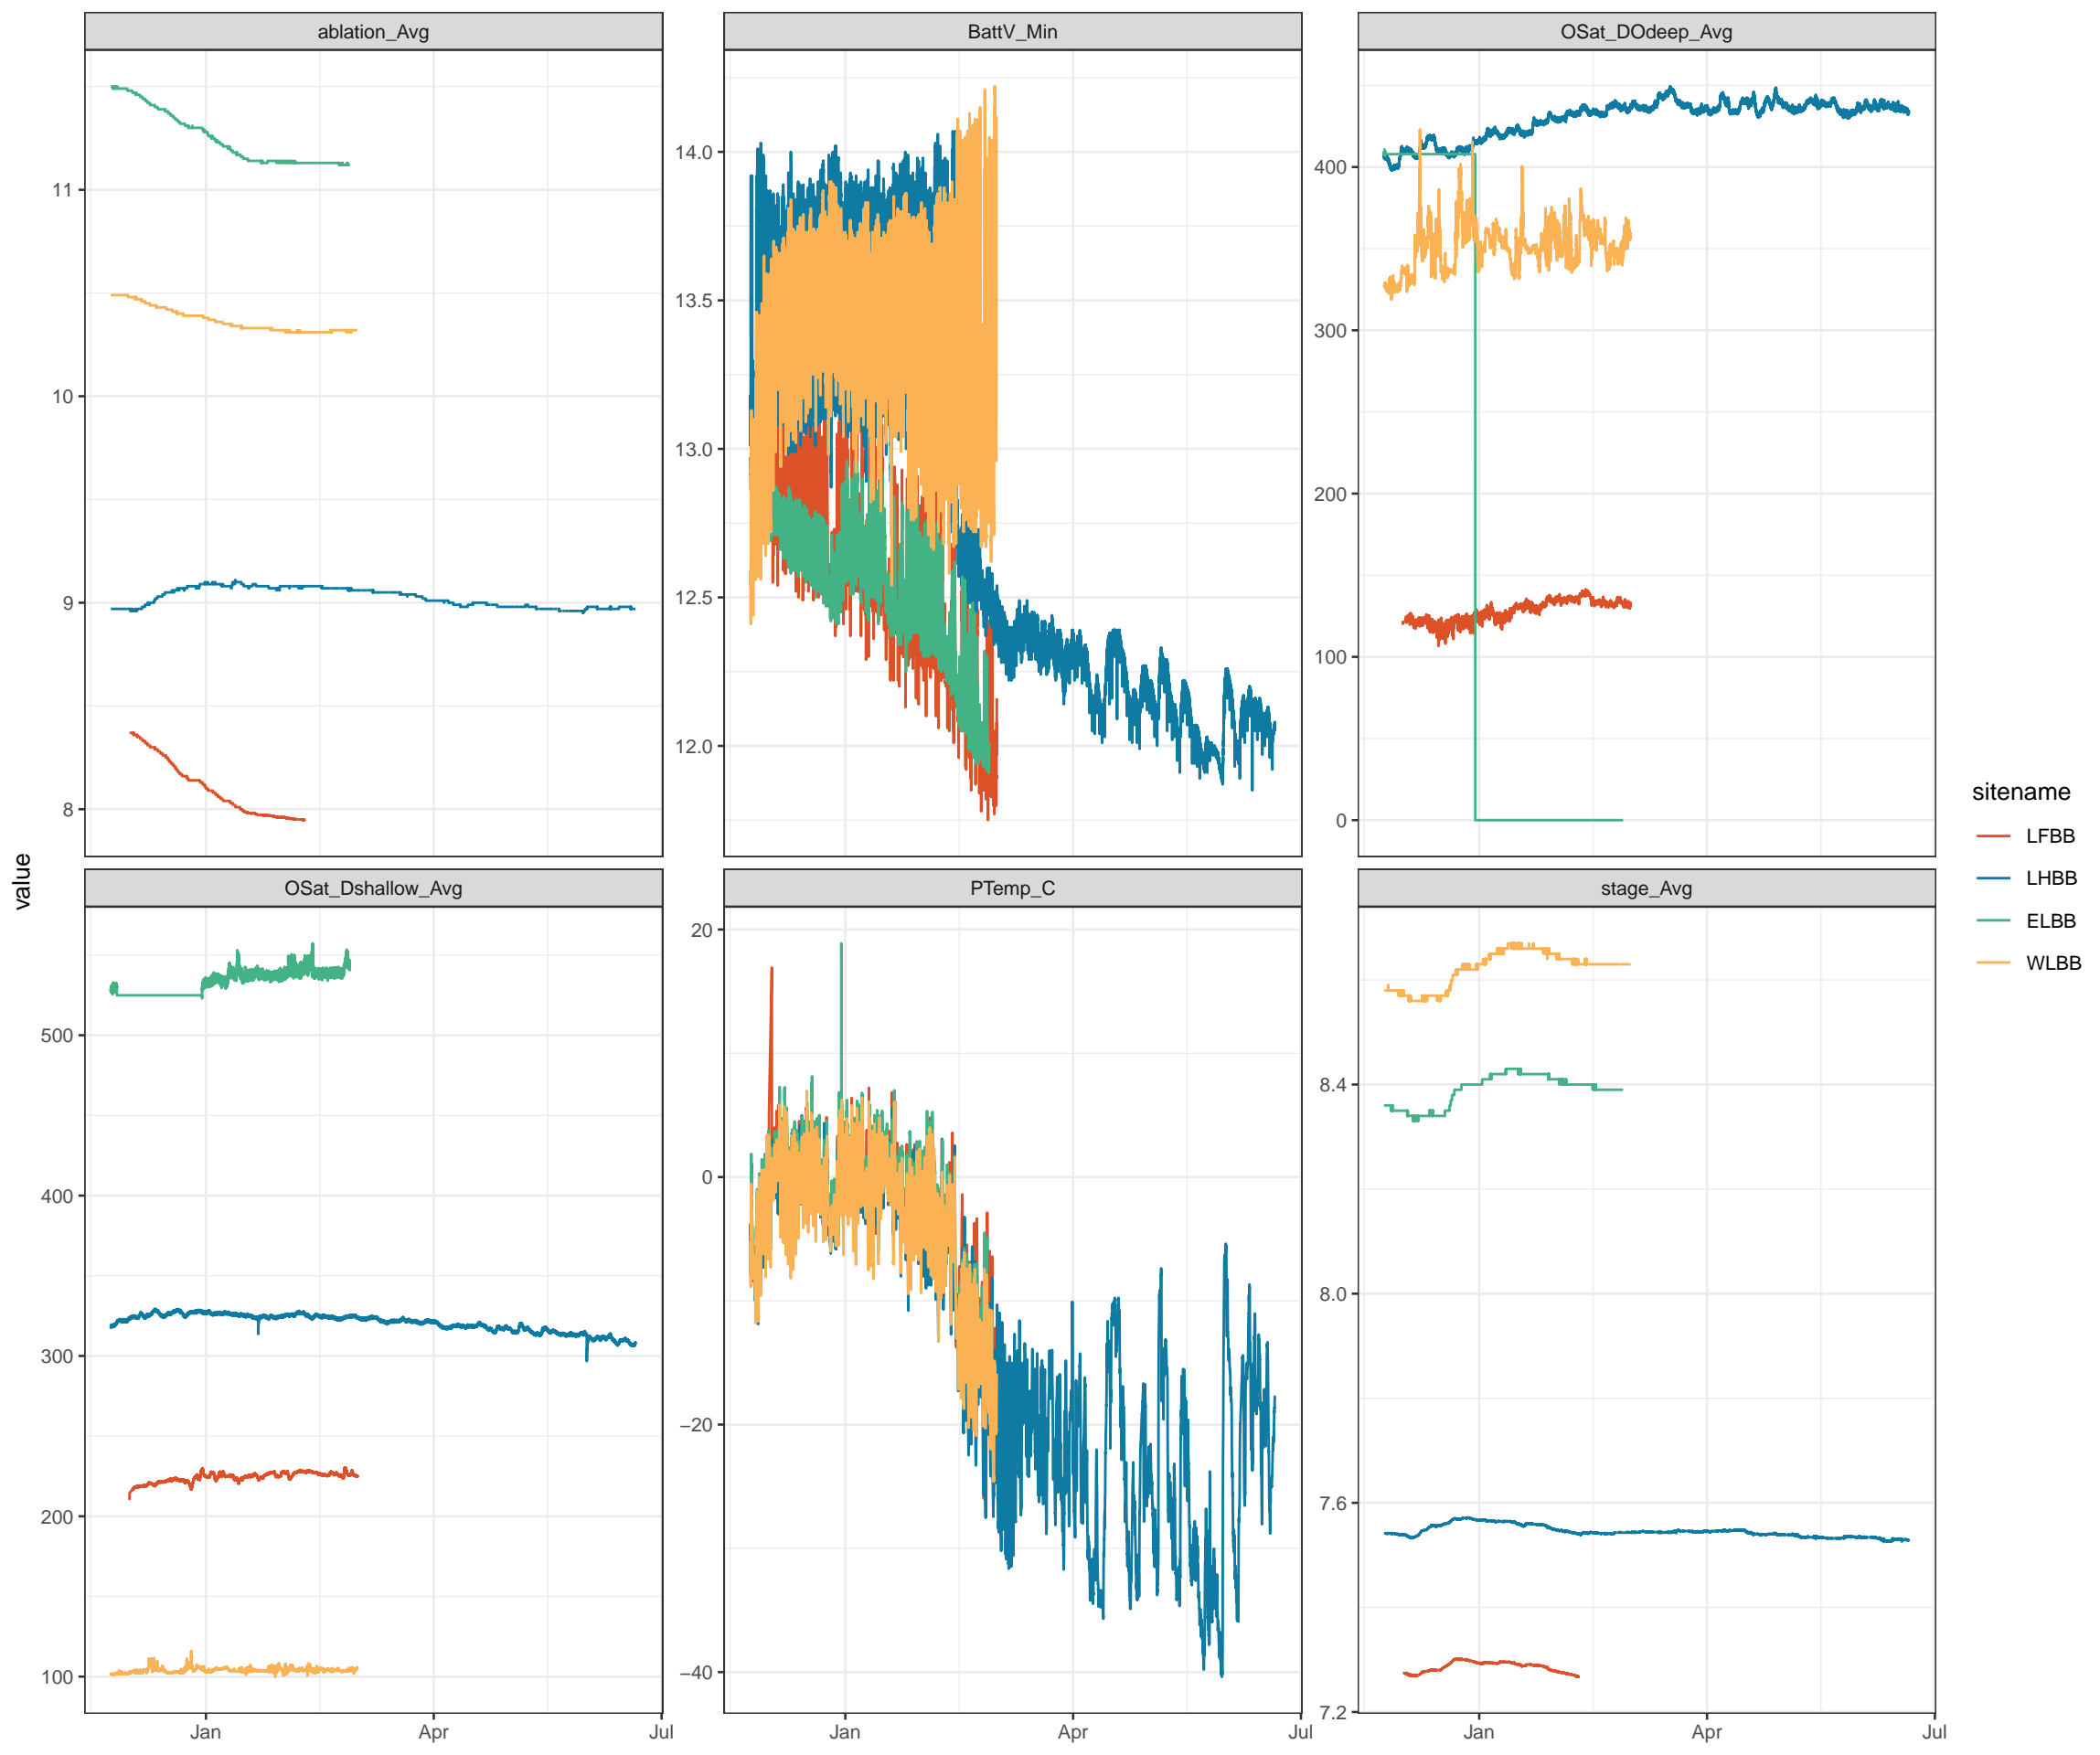 ablation_Avg
BattV_Min
OSat_DOdeep_Avg
11
10
9
8
14.0
13.5
13.0
12.5
12.0
400
300
200
100
0
value
OSat_Dshallow_Avg
PTemp_C
stage_Avg
500
400
300
200
100
20
0
−20
−40
8.4
8.0
7.6
7.2
Jan Apr Jul
Jan Apr Jul
Jan Apr Jul
sitename
LFBB
LHBB
ELBB
WLBB